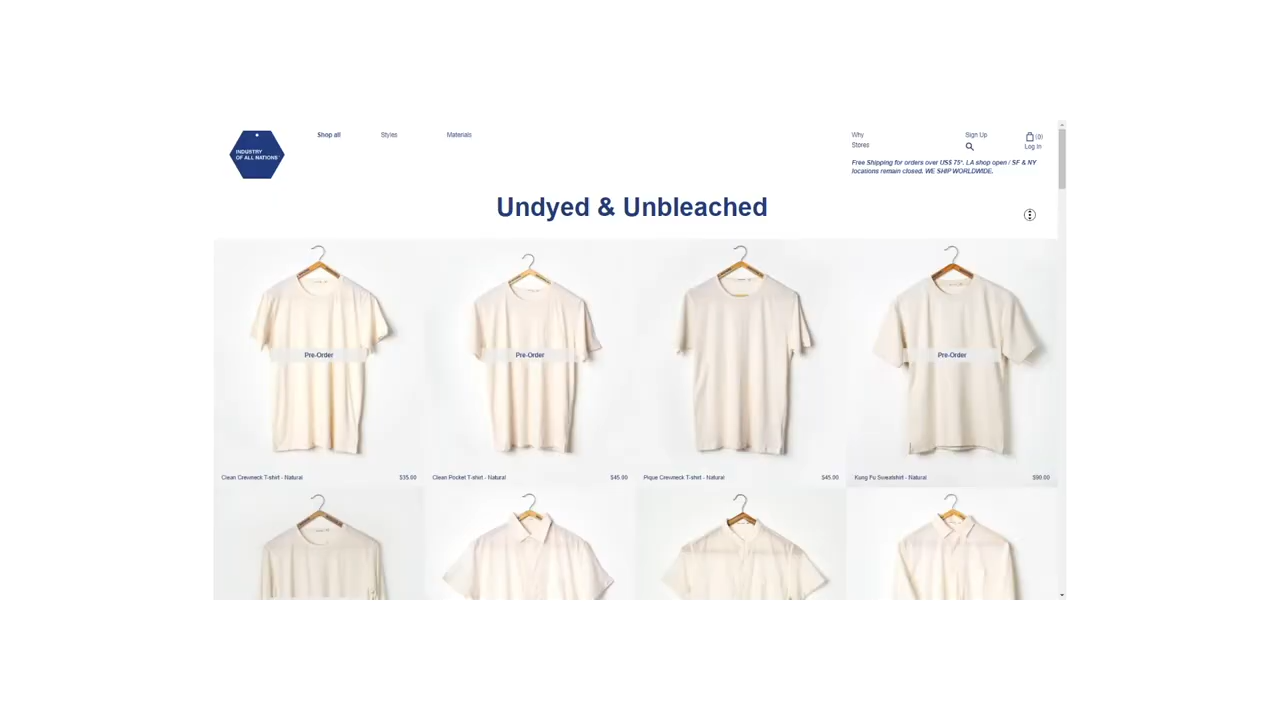 INDUSTRY
OF ALL NATIONS
Shop all
Styles
Materials
Why
Stores
Sign Up
(0)
Log In
Free Shipping for orders over US$ 75*. LA shop open / SF & NY
locations remain closed. WE SHIP WORLDWIDE.
Undyed & Unbleached
Pre-Order
Pre-Order
Pre-Order
Clean Crewneck T-shirt - Natural $35.00
Clean Pocket T-shirt - Natural $45.00
Pique Crewneck T-shirt - Natural $45.00
Kung Fu Sweatshirt - Natural $90.00